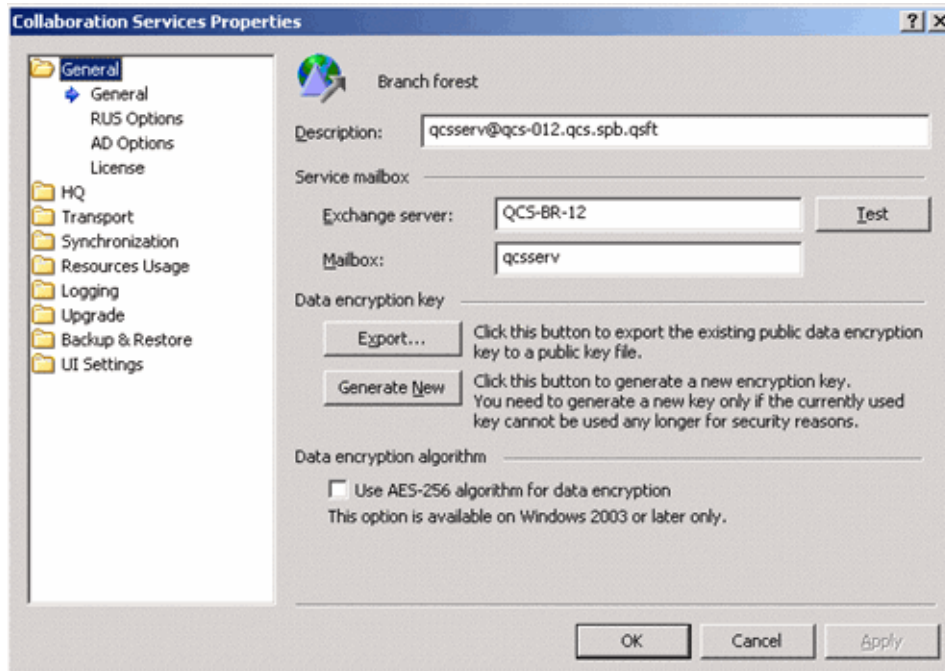 Collaboration Services Properties
General
General
RUS Options
AD Options
License
HQ
Transport
Synchronization
Resources Usage
Logging
Upgrade
Backup & Restore
UI Settings
Branch forest
Description: qcsserv@qcs-012.qcs.spb.qsft
Service mailbox
Exchange server: QCS-BR-12 Test
Mailbox: qcsserv
Data encryption key
Export... Click this button to export the existing public data encryption
key to a public key file.
Generate New Click this button to generate a new encryption key.
You need to generate a new key only if the currently used
key cannot be used any longer for security reasons.
Data encryption algorithm
Use AES-256 algorithm for data encryption
This option is available on Windows 2003 or later only.
OK Cancel Apply